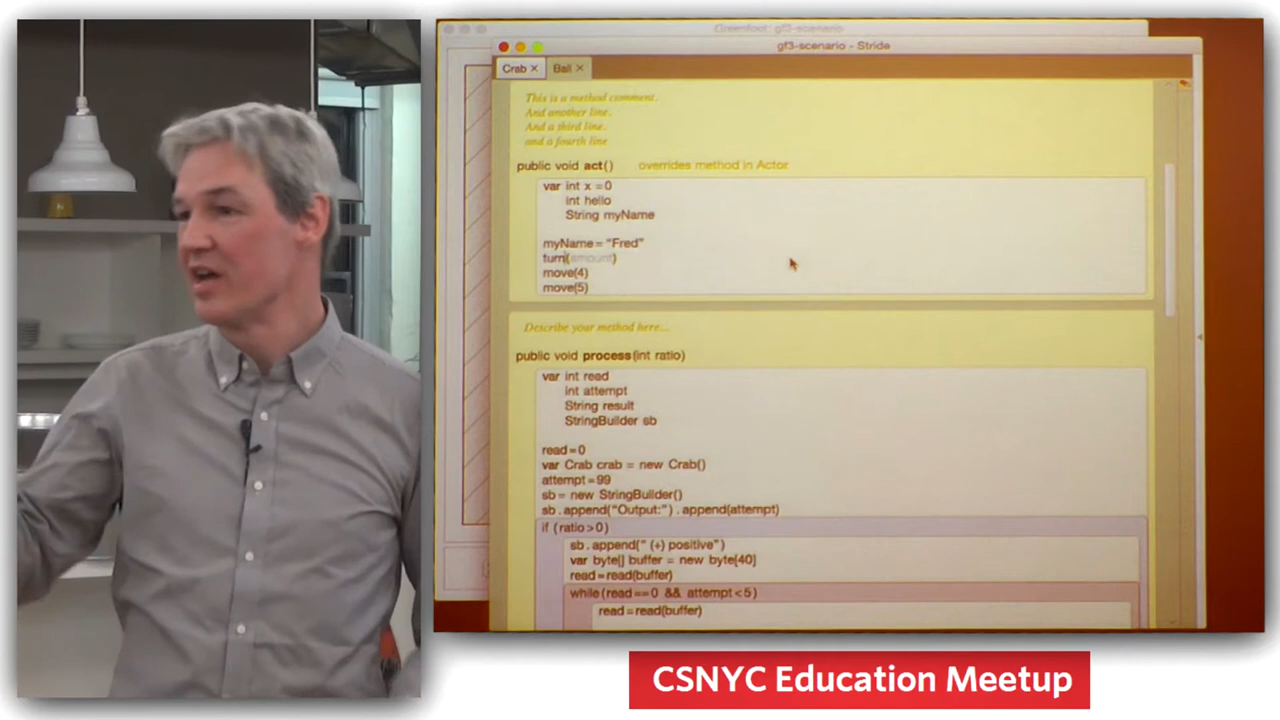 Greenfoot: gf3-scenario
gf3-scenario - Stride
Crab ✕ Ball ✕
This is a method comment.
And another line.
And a third line.
and a fourth line
public void act() overrides method in Actor
var int x = 0
int hello
String myName
myName = "Fred"
turn(amount)
move(4)
move(5)
Describe your method here...
public void process(int ratio)
var int read
int attempt
String result
StringBuilder sb
read = 0
var Crab crab = new Crab()
attempt = 99
sb = new StringBuilder()
sb . append("Output:") . append(attempt)
if (ratio > 0)
sb . append(" (+) positive")
var byte[] buffer = new byte[40]
read = read(buffer)
while (read == 0 && attempt < 5)
read = read(buffer)
CSNYC Education Meetup